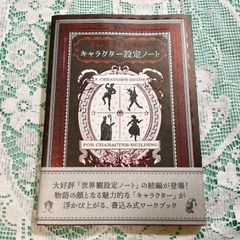 キャラクター設定ノート
A CREATOR'S GUIDE
FOR CHARACTER-BUILDING
大好評「世界観設定ノート」の続編が登場!
物語の顔となる魅力的な「キャラクター」が
浮かび上がる、書込み式ワークブック